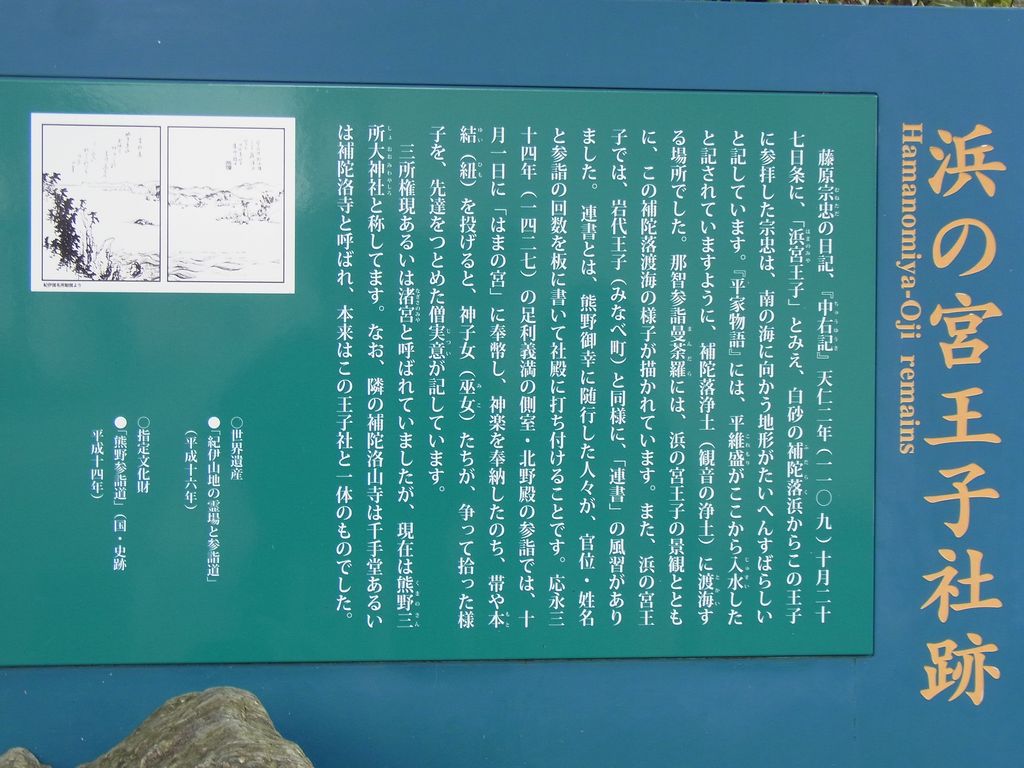 浜の宮王子社跡
Hamanomiya-Oji remains
藤原宗忠の日記、『中右記』天仁二年（一一〇九）十月二十
七日条に、「浜宮王子」とみえ、白砂の補陀落浜からこの王子
に参拝した宗忠は、南の海に向かう地形がたいへんすばらしい
と記しています。『平家物語』には、平維盛がここから入水した
と記されていますように、補陀落浄土（観音の浄土）に渡海す
る場所でした。那智参詣曼荼羅には、浜の宮王子の景観ととも
に、この補陀落渡海の様子が描かれています。また、浜の宮王
子では、岩代王子（みなべ町）と同様に、「連書」の風習があり
ました。連書とは、熊野御幸に随行した人々が、官位・姓名
と参詣の回数を板に書いて社殿に打ち付けることです。応永三
十四年（一四二七）の足利義満の側室・北野殿の参詣では、十
月一日に「はまの宮」に奉幣し、神楽を奉納したのち、帯や本
結（紐）を投げると、神子女（巫女）たちが、争って拾った様
子を、先達をつとめた僧実意が記しています。
三所権現あるいは渚宮と呼ばれていましたが、現在は熊野三
所大神社と称してます。なお、隣の補陀洛山寺は千手堂あるい
は補陀洛寺と呼ばれ、本来はこの王子社と一体のものでした。
○世界遺産
●「紀伊山地の霊場と参詣道」
（平成十六年）
○指定文化財
●「熊野参詣道」（国・史跡
平成十四年）
紀伊国名所図絵より